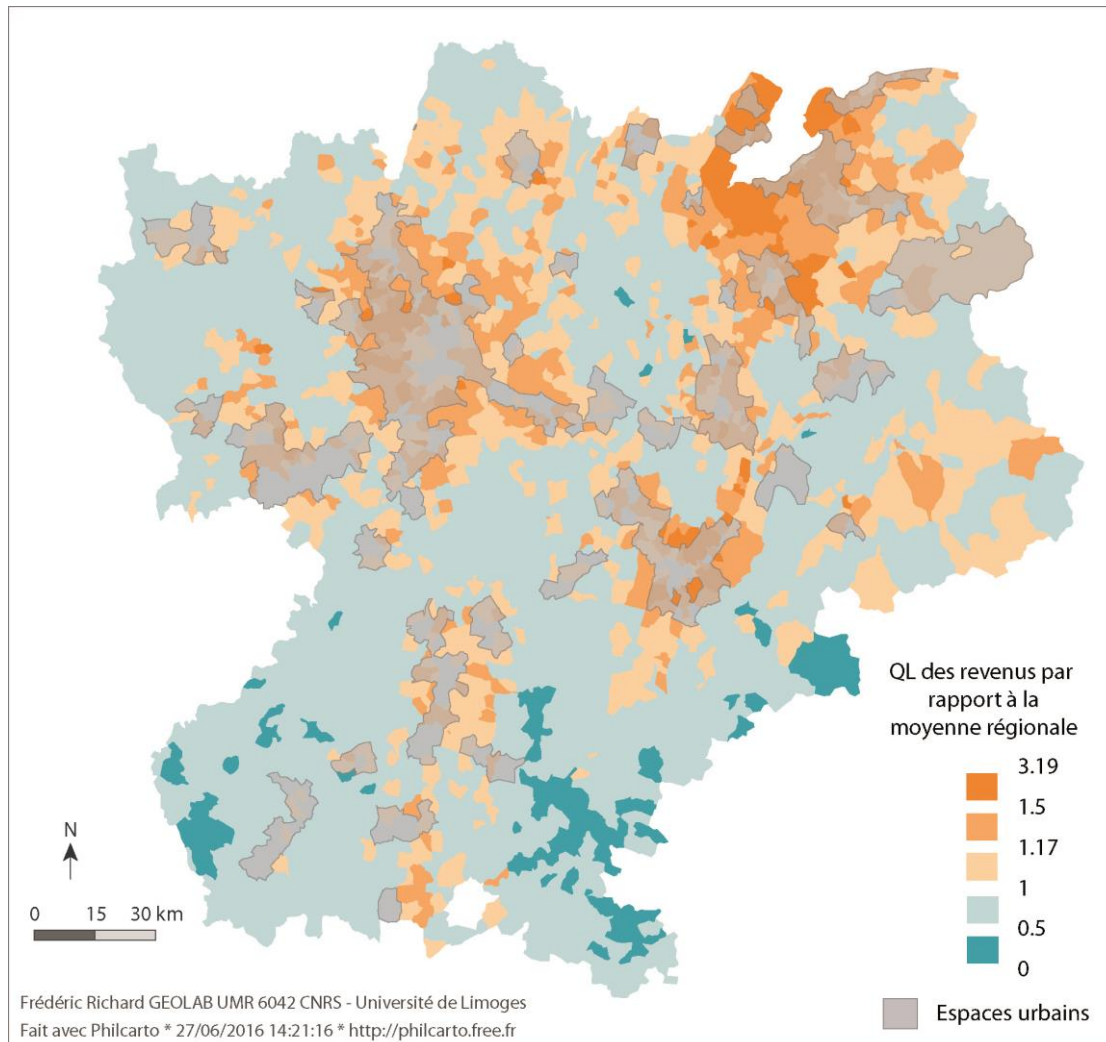 QL des revenus par
rapport à la
moyenne régionale
3.19
1.5
1.17
1
0.5
0
Espaces urbains
N
0 15 30 km
Frédéric Richard GEOLAB UMR 6042 CNRS - Université de Limoges
Fait avec Philcarto * 27/06/2016 14:21:16 * http://philcarto.free.fr